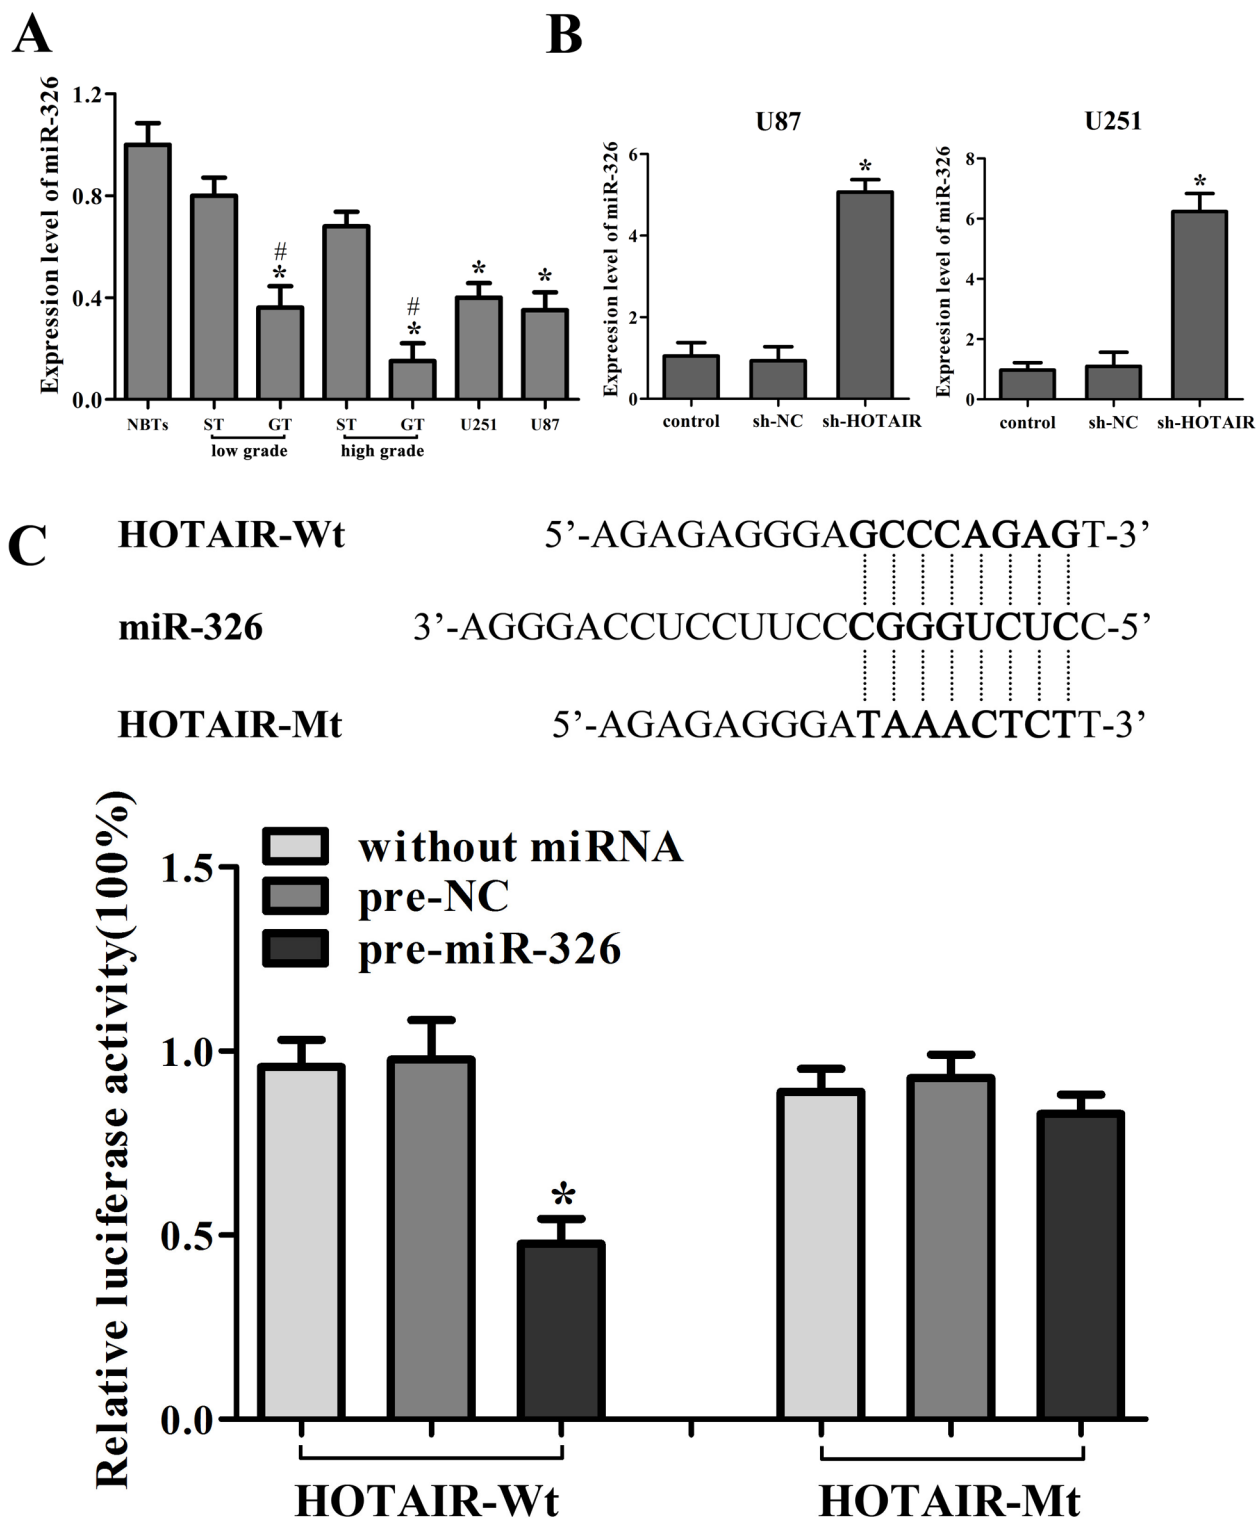 A
B
Expression level of miR-326
1.2
0.8
0.4
0.0
#
*
#
*
*
*
NBTs ST GT ST GT U251 U87
low grade high grade
U87
Expreesion level of miR-326
6
4
2
0
*
control sh-NC sh-HOTAIR
U251
Expreesion level of miR-326
8
6
4
2
0
*
control sh-NC sh-HOTAIR
C
HOTAIR-Wt 5’-AGAGAGGGAGCCCAGAGT-3’
miR-326 3’-AGGGACCUCCUUCCCGGGUCUCC-5’
HOTAIR-Mt 5’-AGAGAGGGATAAACTCTT-3’
Relative luciferase activity(100%)
1.5
1.0
0.5
0.0
without miRNA
pre-NC
pre-miR-326
*
HOTAIR-Wt HOTAIR-Mt